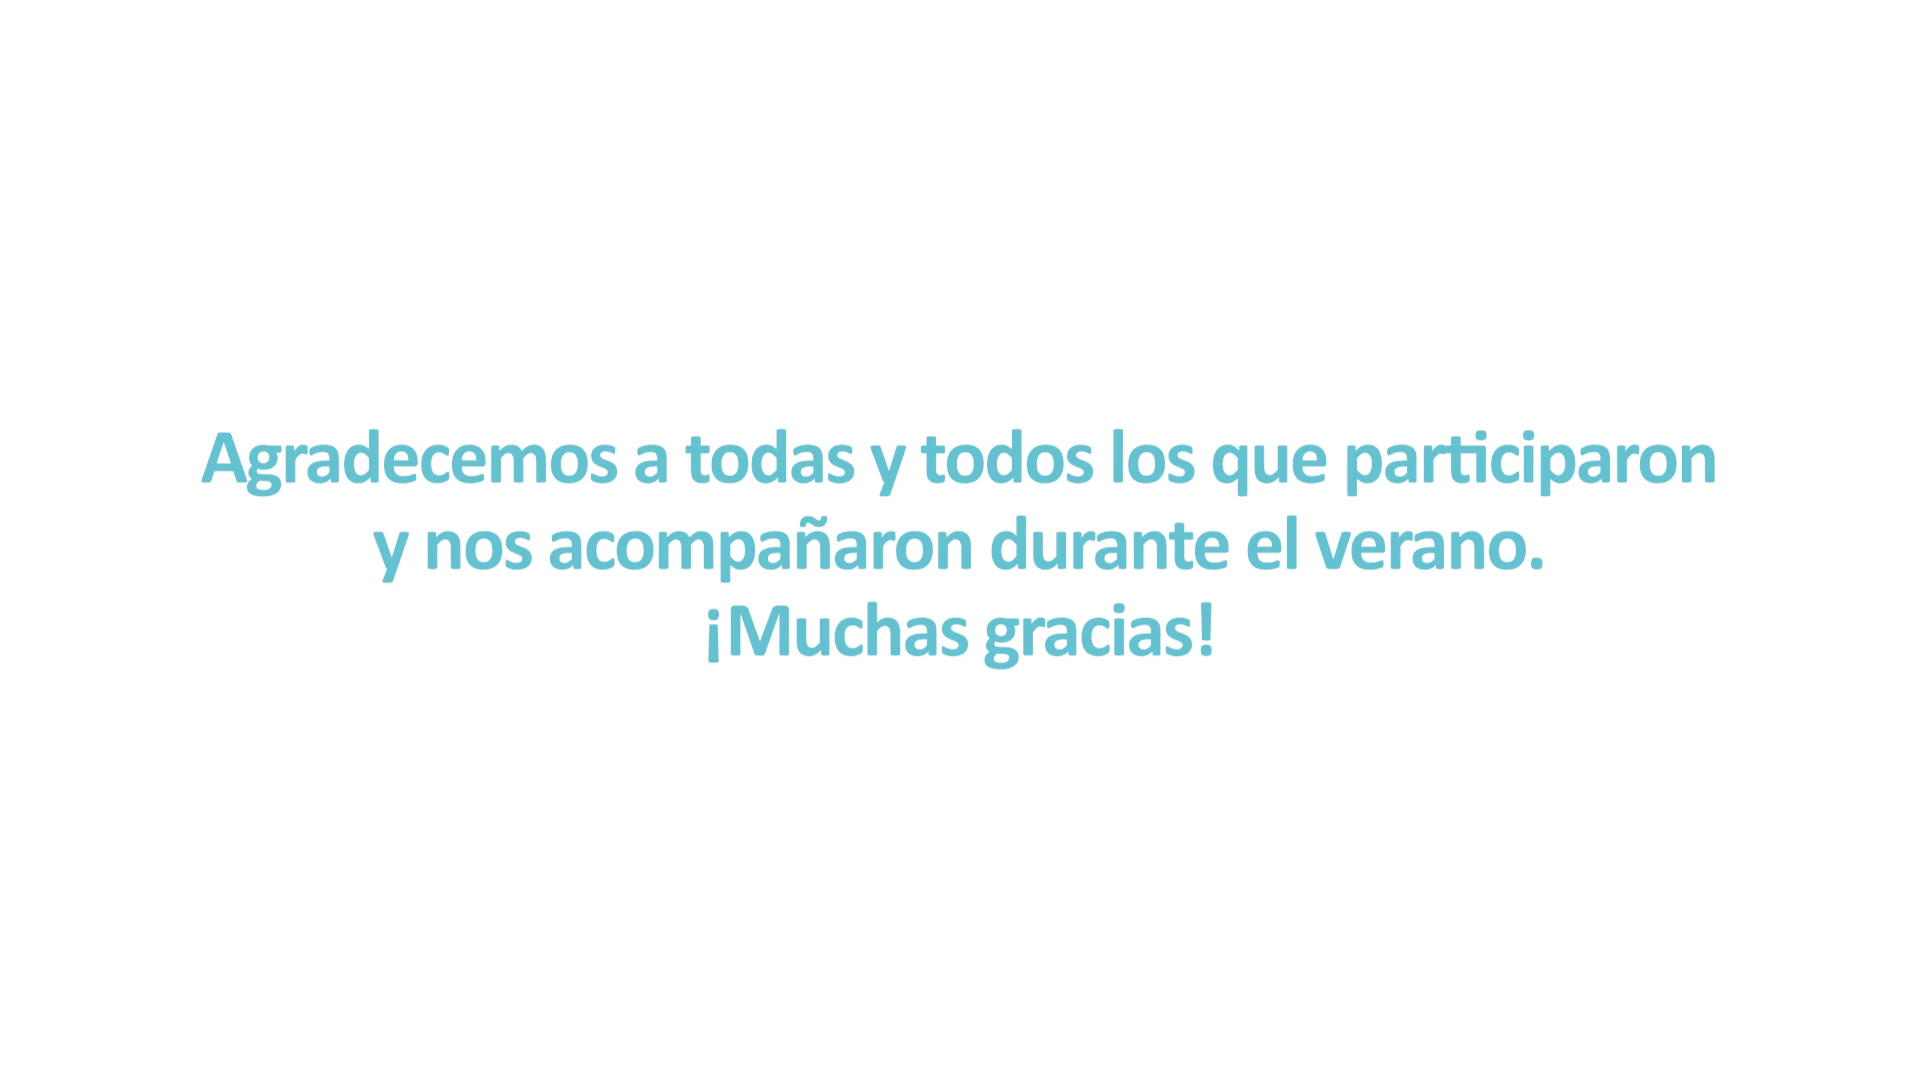 Agradecemos a todas y todos los que participaron
y nos acompañaron durante el verano.
¡Muchas gracias!